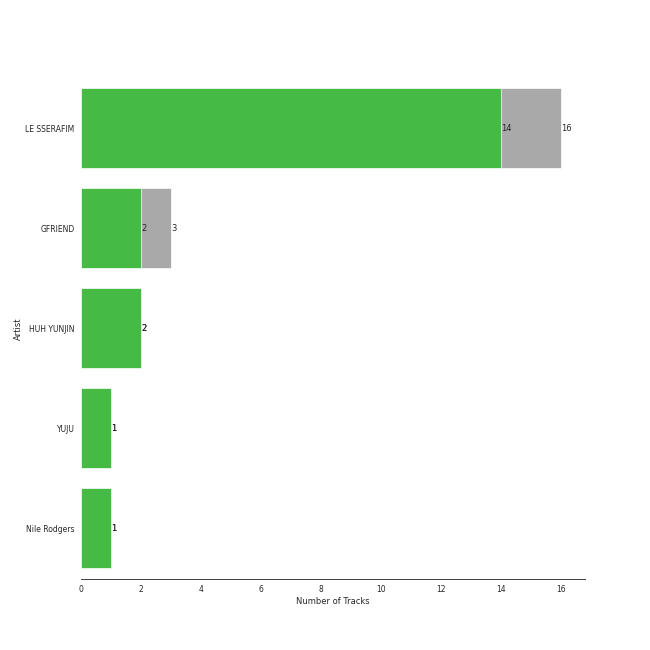 LE SSERAFIM
14
16
GFRIEND
2
3
HUH YUNJIN
2
YUJU
1
Nile Rodgers
1
Artist
0 2 4 6 8 10 12 14 16
Number of Tracks